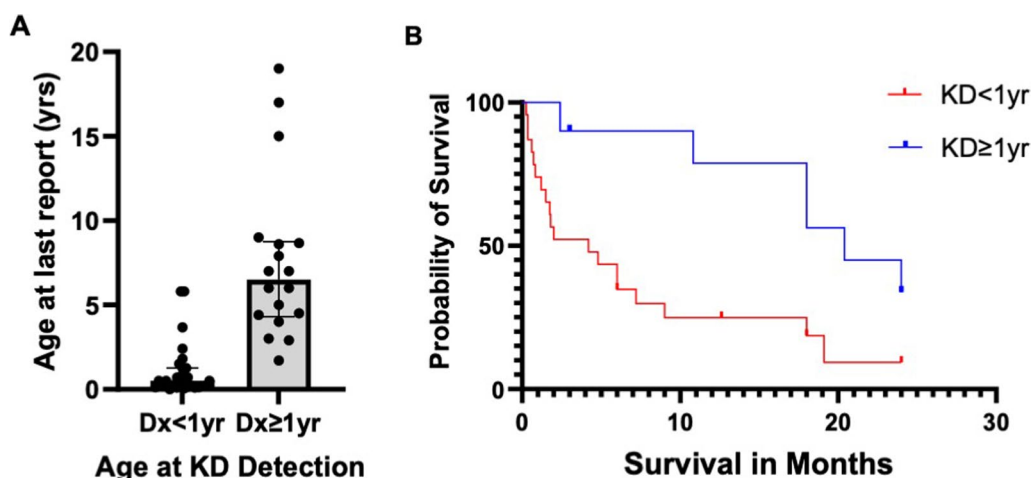 A
20
15
10
5
0
Age at last report (yrs)
Dx<1yr Dx≥1yr
Age at KD Detection
B
100
50
0
Probability of Survival
0 10 20 30
Survival in Months
KD<1yr
KD≥1yr